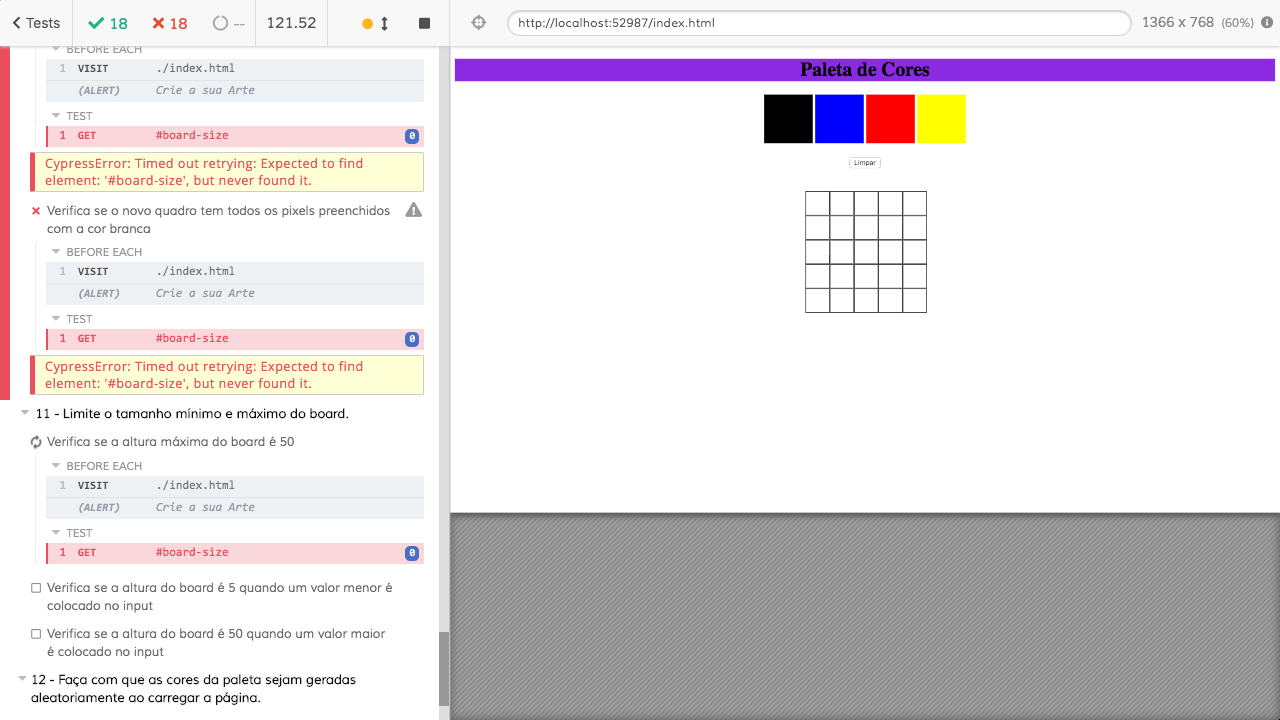 Tests
18
18
--
121.52
http://localhost:52987/index.html
1366 x 768 (60%)
BEFORE EACH
1 VISIT ./index.html
(ALERT) Crie a sua Arte
TEST
1 GET #board-size 0
CypressError: Timed out retrying: Expected to find
element: '#board-size', but never found it.
Verifica se o novo quadro tem todos os pixels preenchidos
com a cor branca
BEFORE EACH
1 VISIT ./index.html
(ALERT) Crie a sua Arte
TEST
1 GET #board-size 0
CypressError: Timed out retrying: Expected to find
element: '#board-size', but never found it.
11 - Limite o tamanho mínimo e máximo do board.
Verifica se a altura máxima do board é 50
BEFORE EACH
1 VISIT ./index.html
(ALERT) Crie a sua Arte
TEST
1 GET #board-size 0
Verifica se a altura do board é 5 quando um valor menor é
colocado no input
Verifica se a altura do board é 50 quando um valor maior
é colocado no input
12 - Faça com que as cores da paleta sejam geradas
aleatoriamente ao carregar a página.
Paleta de Cores
Limpar